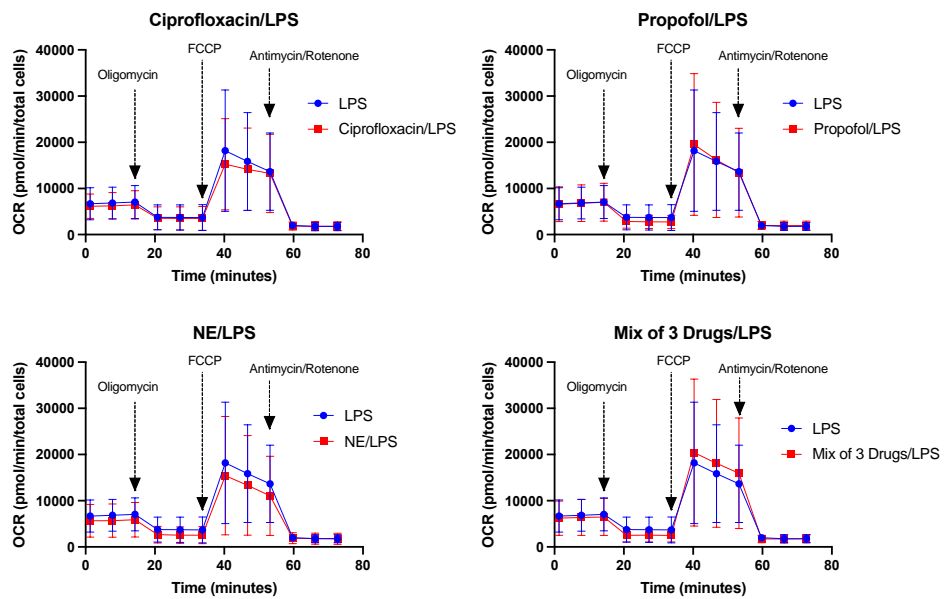 Ciprofloxacin/LPS
OCR (pmol/min/total cells)
40000
30000
20000
10000
0
Oligomycin
FCCP
Antimycin/Rotenone
LPS
Ciprofloxacin/LPS
0 20 40 60 80
Time (minutes)
Propofol/LPS
OCR (pmol/min/total cells)
40000
30000
20000
10000
0
Oligomycin
FCCP
Antimycin/Rotenone
LPS
Propofol/LPS
0 20 40 60 80
Time (minutes)
NE/LPS
OCR (pmol/min/total cells)
40000
30000
20000
10000
0
Oligomycin
FCCP
Antimycin/Rotenone
LPS
NE/LPS
0 20 40 60 80
Time (minutes)
Mix of 3 Drugs/LPS
OCR (pmol/min/total cells)
40000
30000
20000
10000
0
Oligomycin
FCCP
Antimycin/Rotenone
LPS
Mix of 3 Drugs/LPS
0 20 40 60 80
Time (minutes)